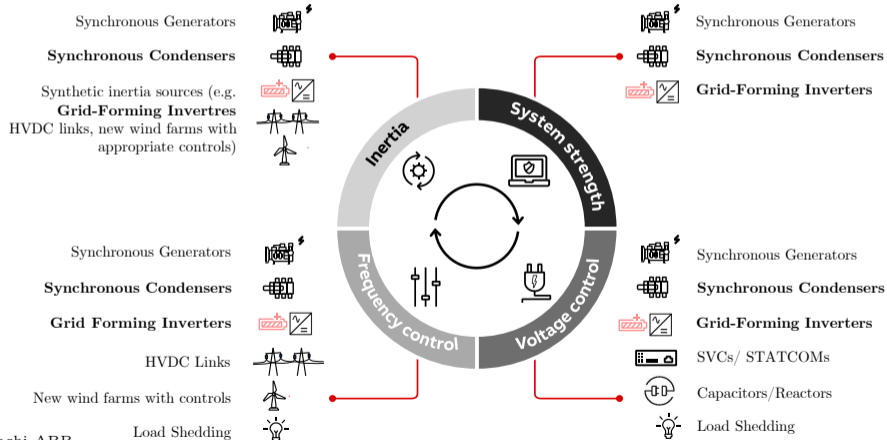 Synchronous Generators
Synchronous Condensers
Synthetic inertia sources (e.g.
Grid-Forming Invertres
HVDC links, new wind farms with
appropriate controls)
Synchronous Generators
Synchronous Condensers
Grid-Forming Inverters
Inertia
System strength
Frequency control
Voltage control
Synchronous Generators
Synchronous Condensers
Grid Forming Inverters
HVDC Links
New wind farms with controls
Load Shedding
Synchronous Generators
Synchronous Condensers
Grid-Forming Inverters
SVCs/ STATCOMs
Capacitors/Reactors
Load Shedding